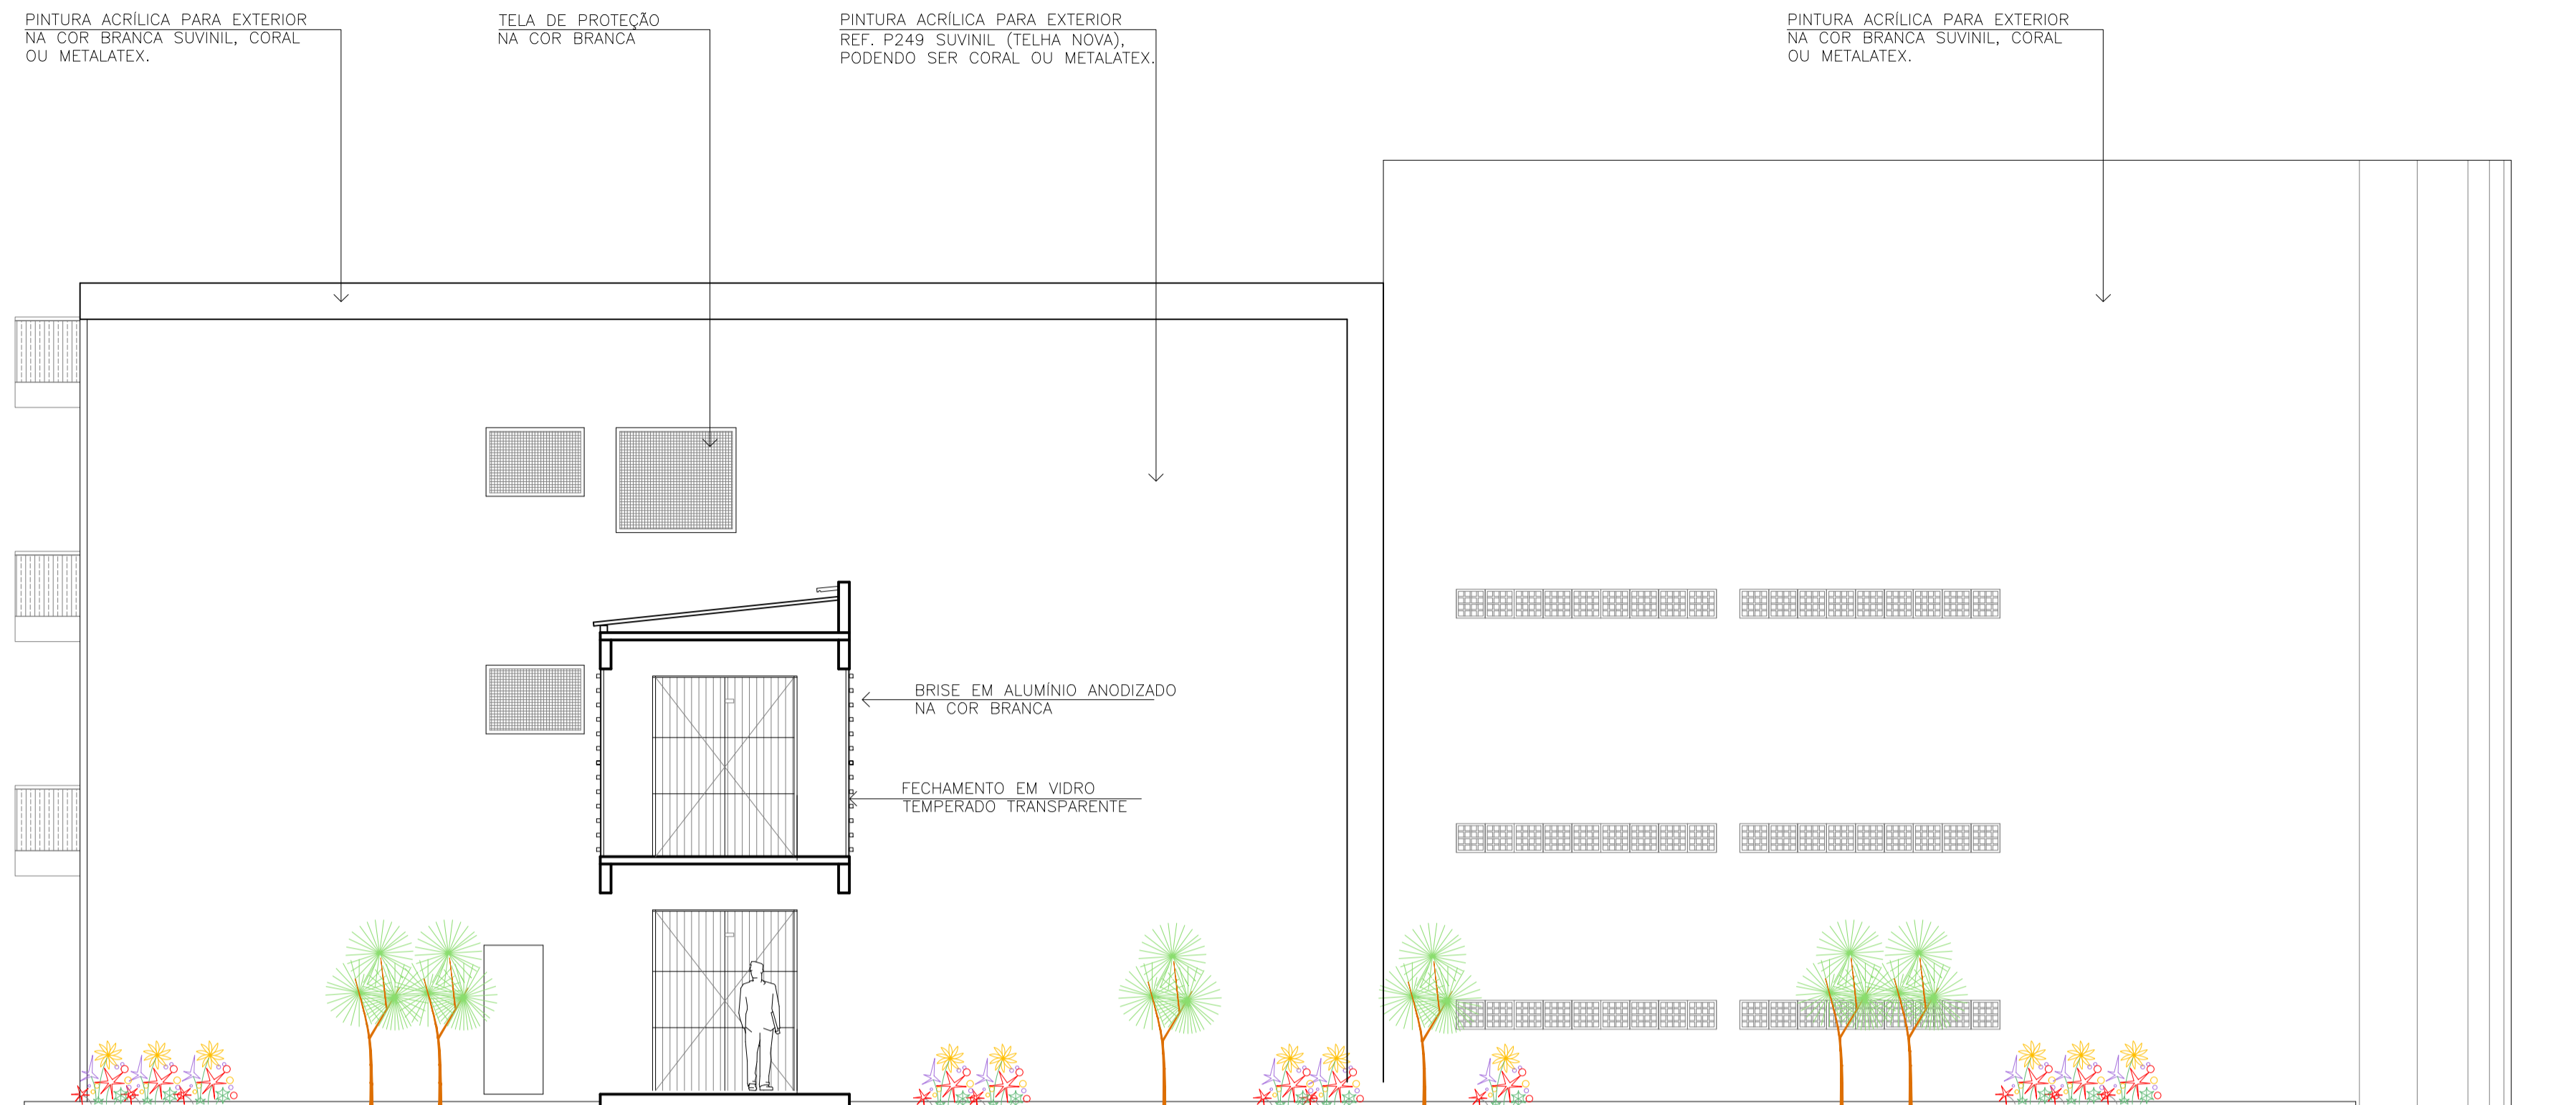 PINTURA ACRÍLICA PARA EXTERIOR
NA COR BRANCA SUVINIL, CORAL
OU METALATEX.
TELA DE PROTEÇÃO
NA COR BRANCA
PINTURA ACRÍLICA PARA EXTERIOR
REF. P249 SUVINIL (TELHA NOVA),
PODENDO SER CORAL OU METALATEX.
PINTURA ACRÍLICA PARA EXTERIOR
NA COR BRANCA SUVINIL, CORAL
OU METALATEX.
BRISE EM ALUMÍNIO ANODIZADO
NA COR BRANCA
FECHAMENTO EM VIDRO
TEMPERADO TRANSPARENTE